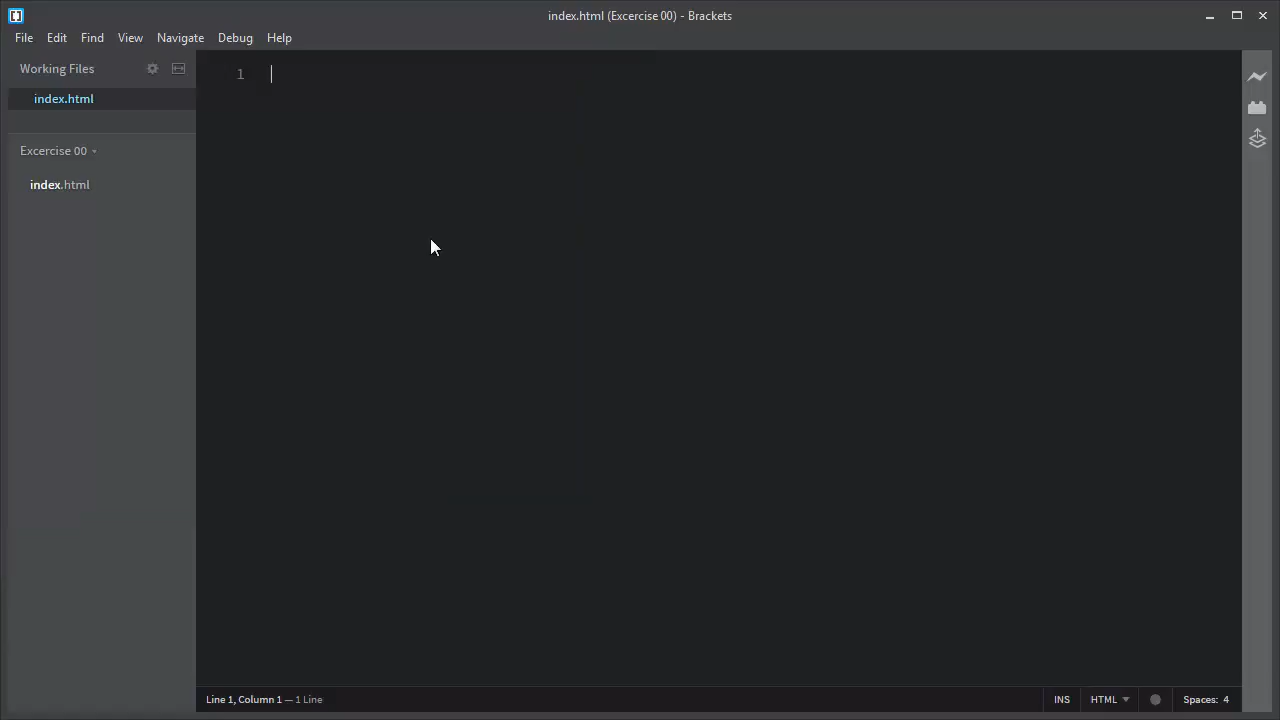 index.html (Excercise 00) - Brackets
File Edit Find View Navigate Debug Help
Working Files
index.html
Excercise 00
index.html
1
Line 1, Column 1 — 1 Line
INS HTML Spaces: 4